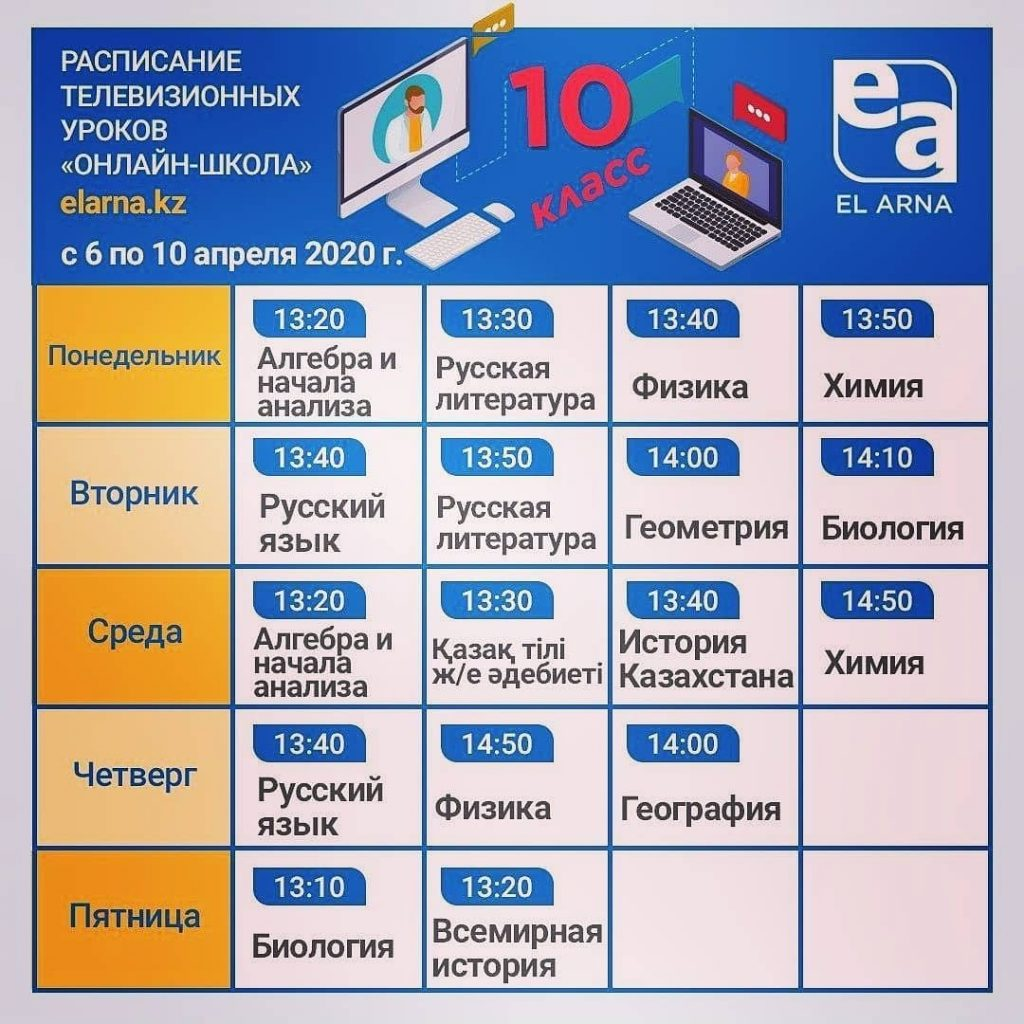 РАСПИСАНИЕ
ТЕЛЕВИЗИОННЫХ
УРОКОВ
«ОНЛАЙН-ШКОЛА»
elarna.kz
с 6 по 10 апреля 2020 г.
10
класс
ea
EL ARNA
Понедельник
13:20
Алгебра и
начала
анализа
13:30
Русская
литература
13:40
Физика
13:50
Химия
Вторник
13:40
Русский
язык
13:50
Русская
литература
14:00
Геометрия
14:10
Биология
Среда
13:20
Алгебра и
начала
анализа
13:30
Қазақ тілі
ж/е әдебиеті
13:40
История
Казахстана
14:50
Химия
Четверг
13:40
Русский
язык
14:50
Физика
14:00
География
Пятница
13:10
Биология
13:20
Всемирная
история